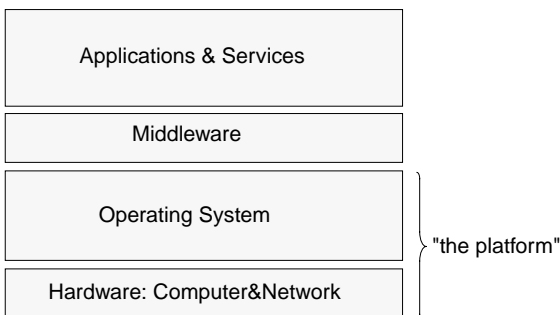 Applications & Services
Middleware
Operating System
"the platform"
Hardware: Computer&Network